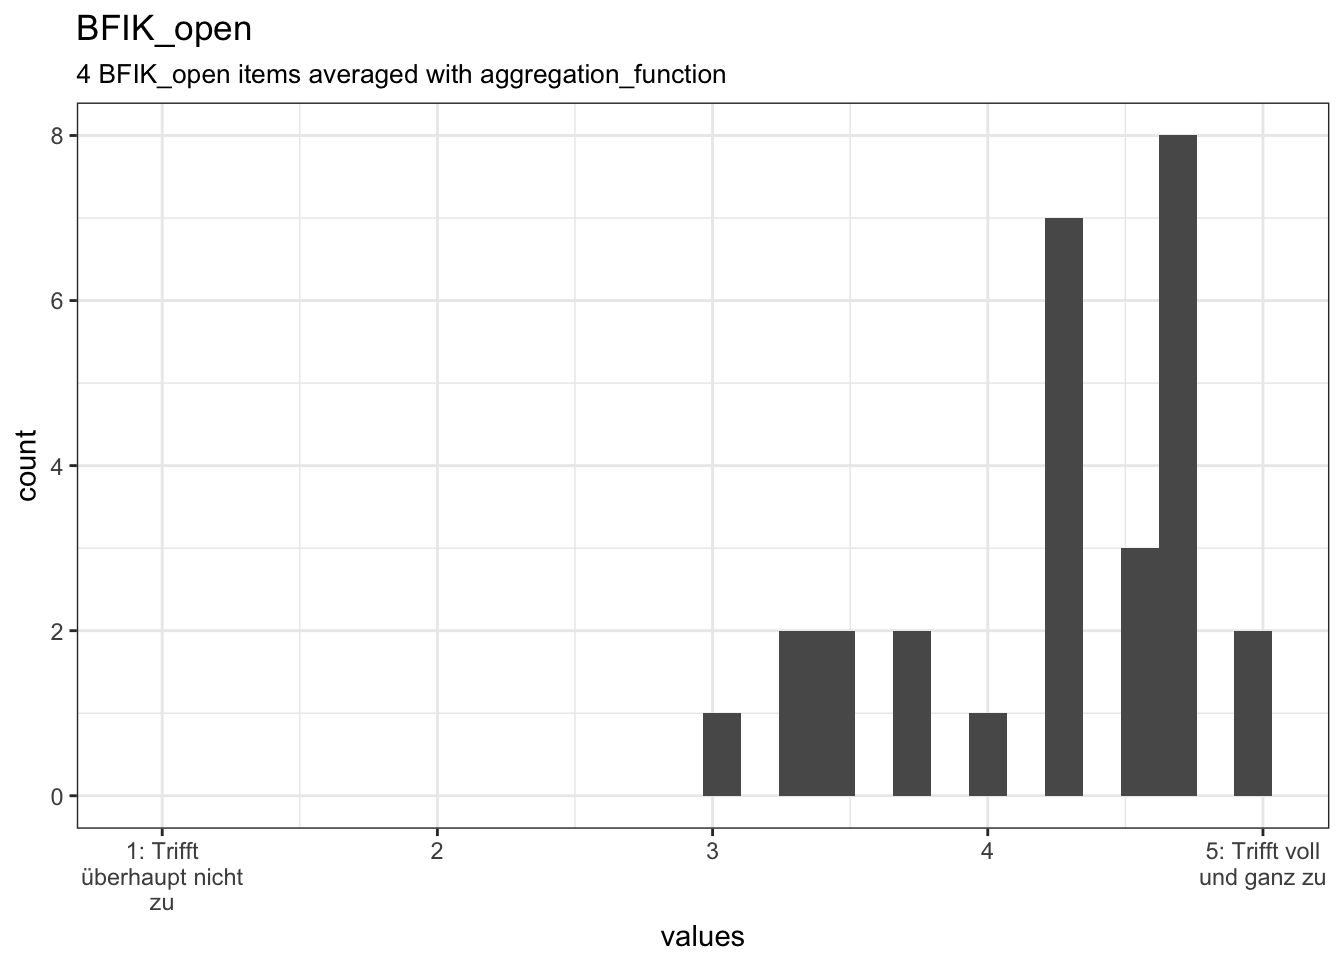 BFIK_open
4 BFIK_open items averaged with aggregation_function
8
6
4
2
0
count
1: Trifft
überhaupt nicht
zu
2
3
4
5: Trifft voll
und ganz zu
values